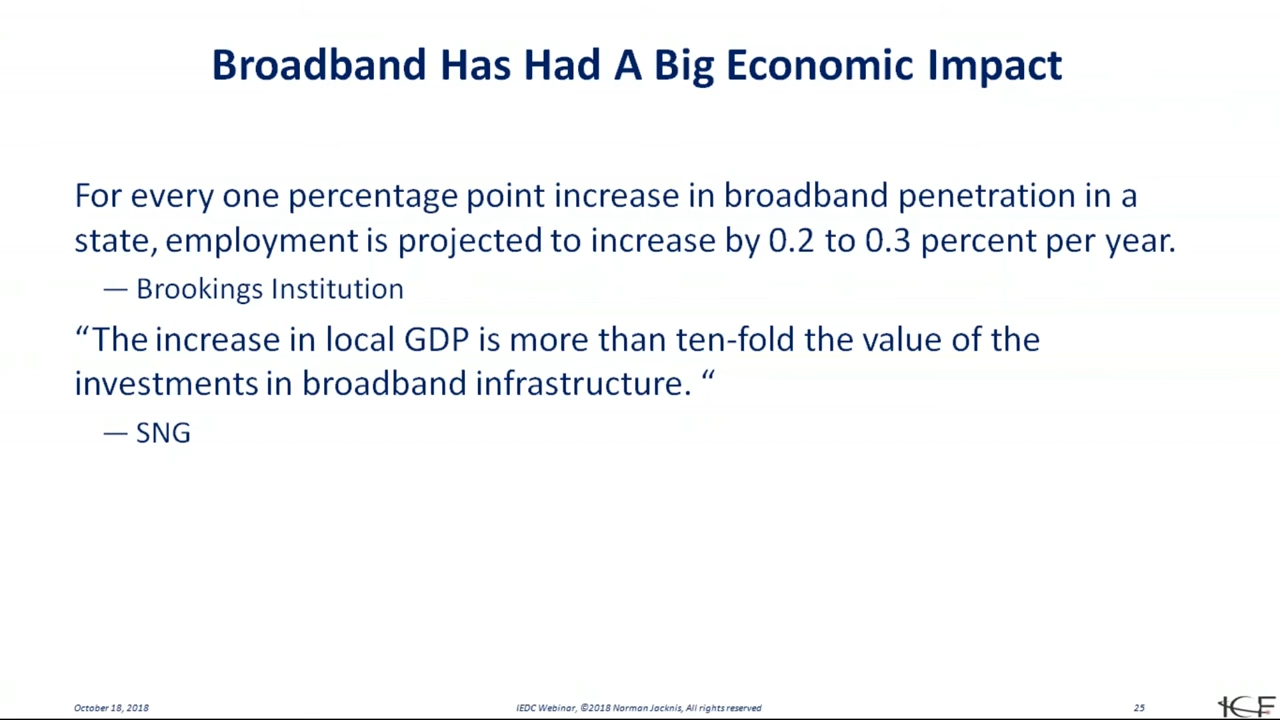 Broadband Has Had A Big Economic Impact
For every one percentage point increase in broadband penetration in a
state, employment is projected to increase by 0.2 to 0.3 percent per year.
— Brookings Institution
“The increase in local GDP is more than ten-fold the value of the
investments in broadband infrastructure. “
— SNG
October 18, 2018
IEDC Webinar, ©2018 Norman Jacknis, All rights reserved
25
ICF